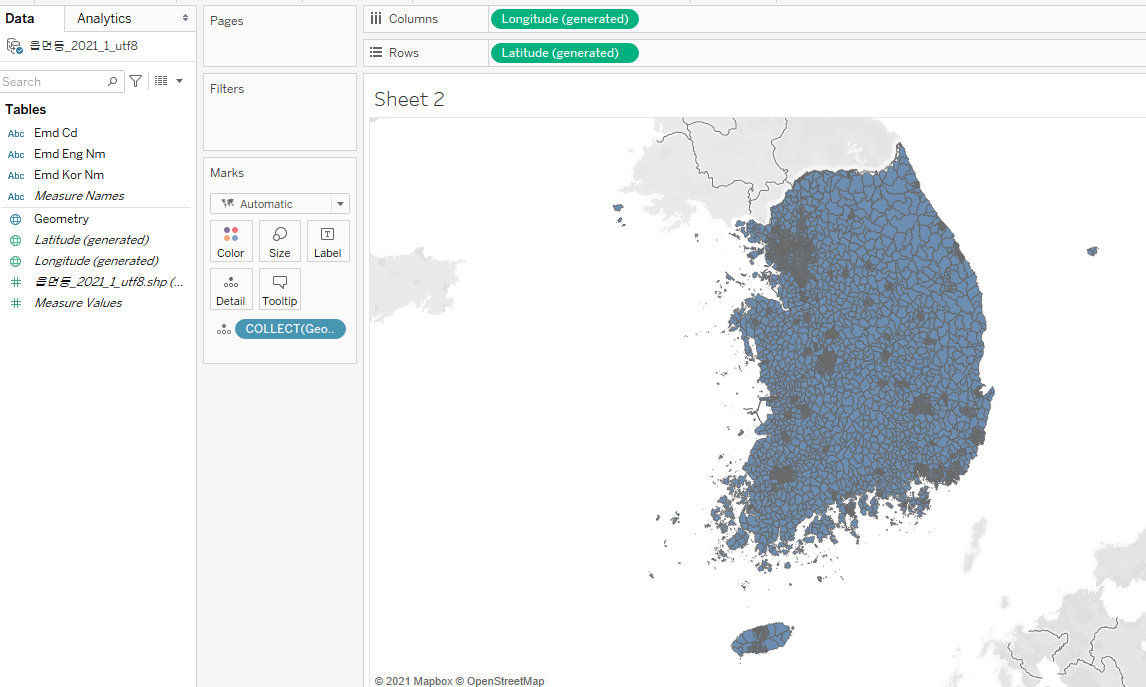 Data
Analytics
Pages
Columns
Longitude (generated)
Rows
Latitude (generated)
읍면동_2021_1_utf8
Search
Tables
Abc Emd Cd
Abc Emd Eng Nm
Abc Emd Kor Nm
Abc Measure Names
Geometry
Latitude (generated)
Longitude (generated)
읍면동_2021_1_utf8.shp (...
Measure Values
Filters
Marks
Automatic
Color
Size
Label
Detail
Tooltip
COLLECT(Geo..
Sheet 2
© 2021 Mapbox © OpenStreetMap